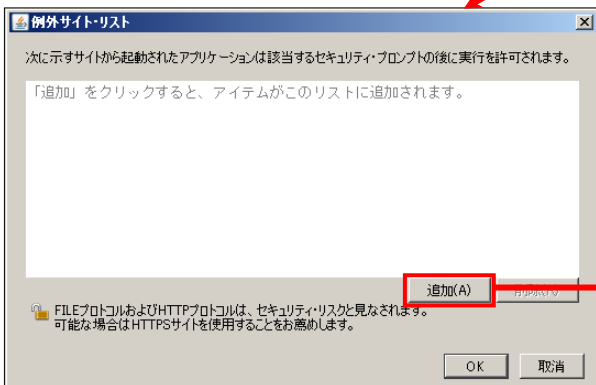 例外サイト・リスト
次に示すサイトから起動されたアプリケーションは該当するセキュリティ・プロンプトの後に実行を許可されます。
「追加」をクリックすると、アイテムがこのリストに追加されます。
追加(A)
FILEプロトコルおよびHTTPプロトコルは、セキュリティ・リスクと見なされます。
可能な場合はHTTPSサイトを使用することをお薦めします。
OK
取消